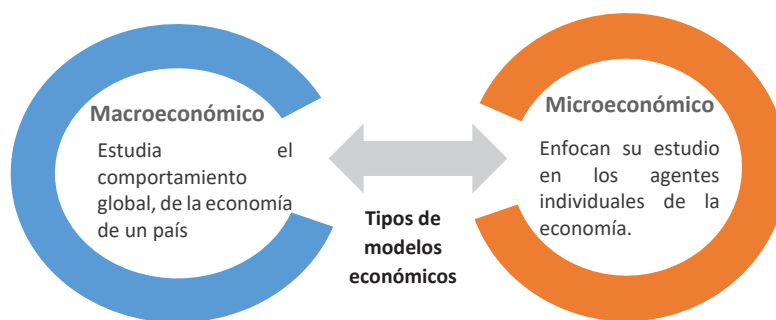 Macroeconómico
Estudia el
comportamiento
global, de la economía
de un país
Tipos de
modelos
económicos
Microeconómico
Enfocan su estudio
en los agentes
individuales de la
economía.